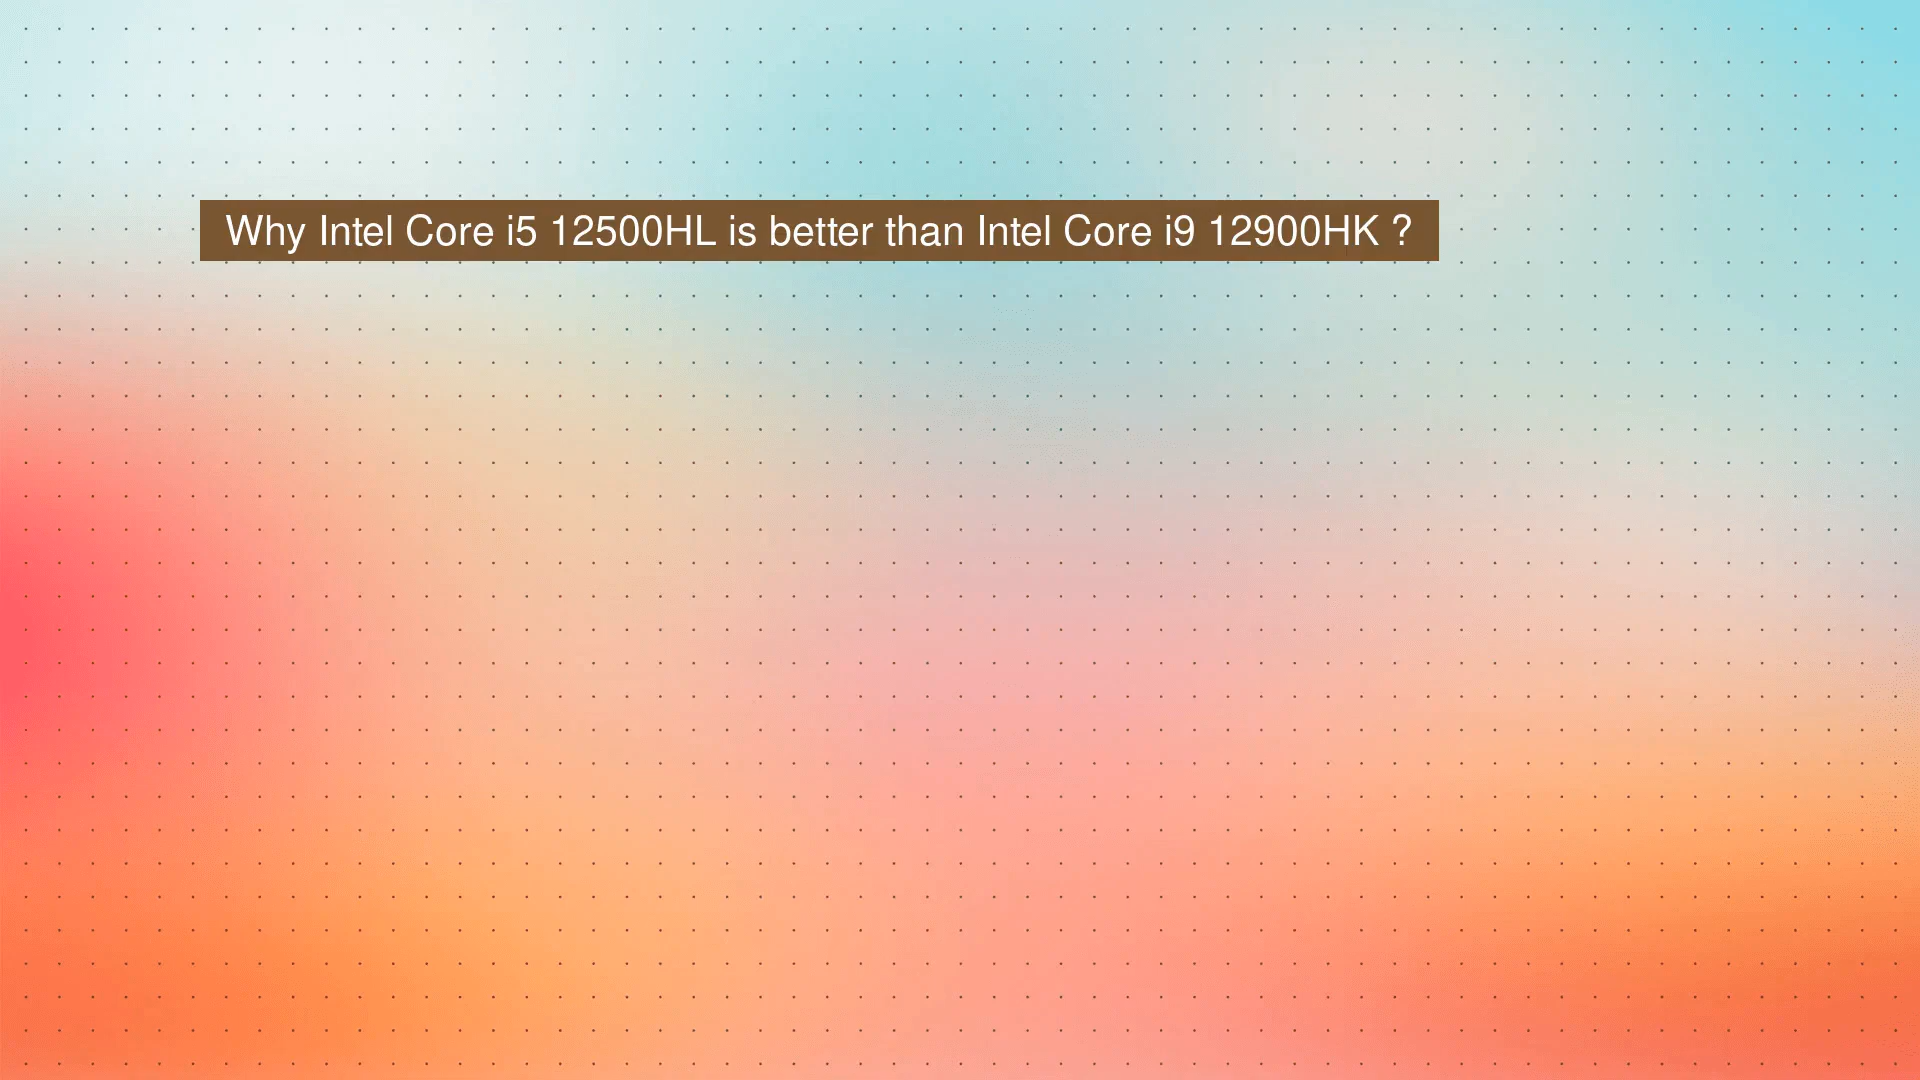 Why Intel Core i5 12500HL is better than Intel Core i9 12900HK ?